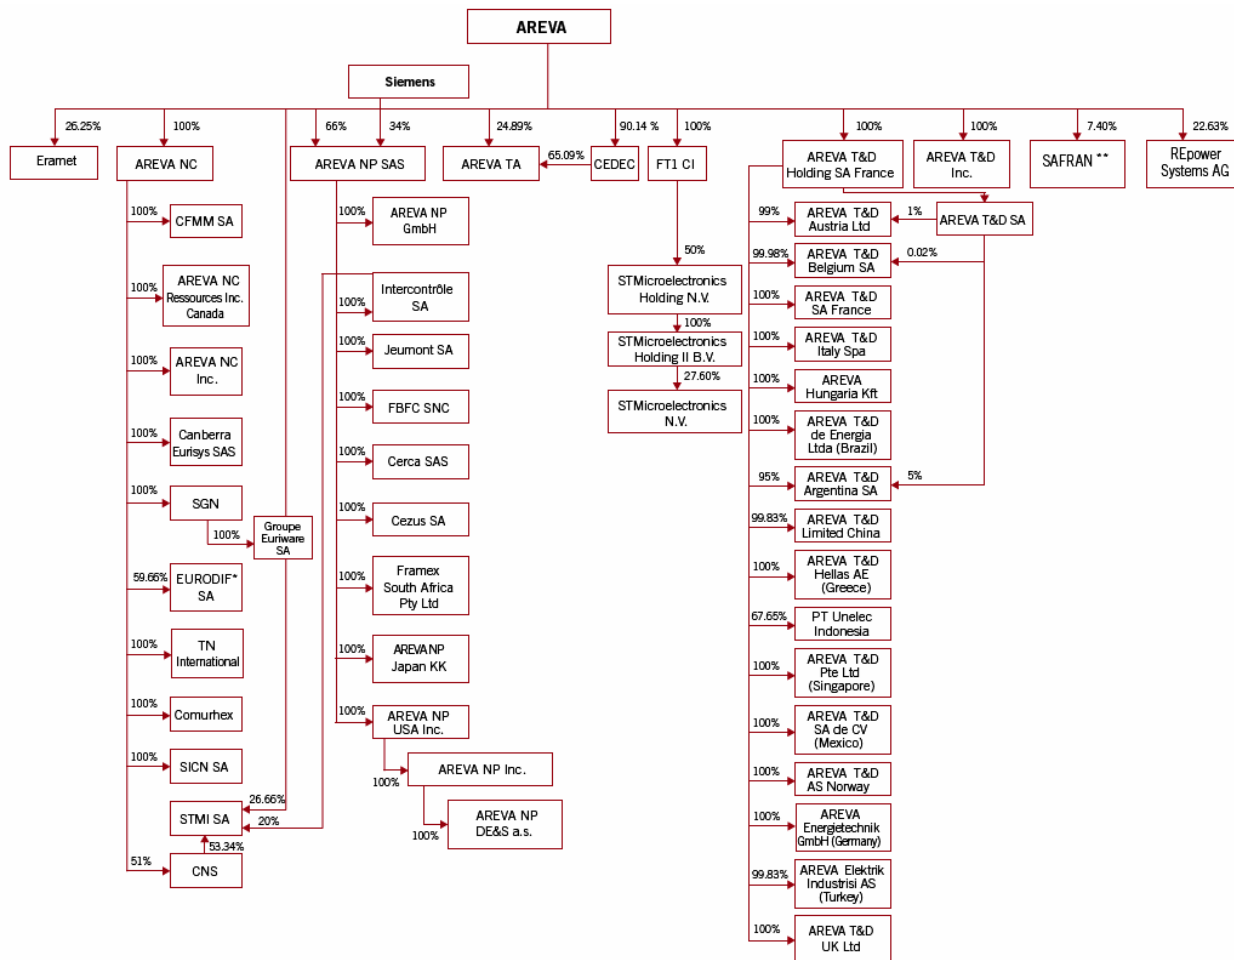 AREVA
Siemens
26.25%
100%
66%
34%
24.89%
90.14 %
100%
100%
100%
7.40%
22.63%
Eramet
AREVA NC
AREVA NP SAS
AREVA TA
65.09%
CEDEC
FT1 CI
AREVA T&D
Holding SA France
AREVA T&D
Inc.
SAFRAN **
REpower
Systems AG
100%
CFMM SA
100%
AREVA NC
Ressources Inc.
Canada
100%
AREVA NC
Inc.
100%
Canberra
Eurisys SAS
100%
SGN
100%
Groupe
Euriware
SA
59.66%
EURODIF*
SA
100%
TN
International
100%
Comurhex
100%
SICN SA
STMI SA
26.66%
20%
53.34%
51%
CNS
100%
AREVA NP
GmbH
100%
Intercontrôle
SA
100%
Jeumont SA
100%
FBFC SNC
100%
Cerca SAS
100%
Cezus SA
100%
Framex
South Africa
Pty Ltd
100%
AREVA NP
Japan KK
100%
AREVA NP
USA Inc.
100%
AREVA NP Inc.
100%
AREVA NP
DE&S a.s.
50%
STMicroelectronics
Holding N.V.
100%
STMicroelectronics
Holding II B.V.
27.60%
STMicroelectronics
N.V.
99%
AREVA T&D
Austria Ltd
1%
AREVA T&D SA
99.98%
AREVA T&D
Belgium SA
0.02%
100%
AREVA T&D
SA France
100%
AREVA T&D
Italy Spa
100%
AREVA
Hungaria Kft
100%
AREVA T&D
de Energia
Ltda (Brazil)
95%
AREVA T&D
Argentina SA
5%
99.83%
AREVA T&D
Limited China
100%
AREVA T&D
Hellas AE
(Greece)
67.65%
PT Unelec
Indonesia
100%
AREVA T&D
Pte Ltd
(Singapore)
100%
AREVA T&D
SA de CV
(Mexico)
100%
AREVA T&D
AS Norway
100%
AREVA
Energietechnik
GmbH (Germany)
99.83%
AREVA Elektrik
Industrisi AS
(Turkey)
100%
AREVA T&D
UK Ltd